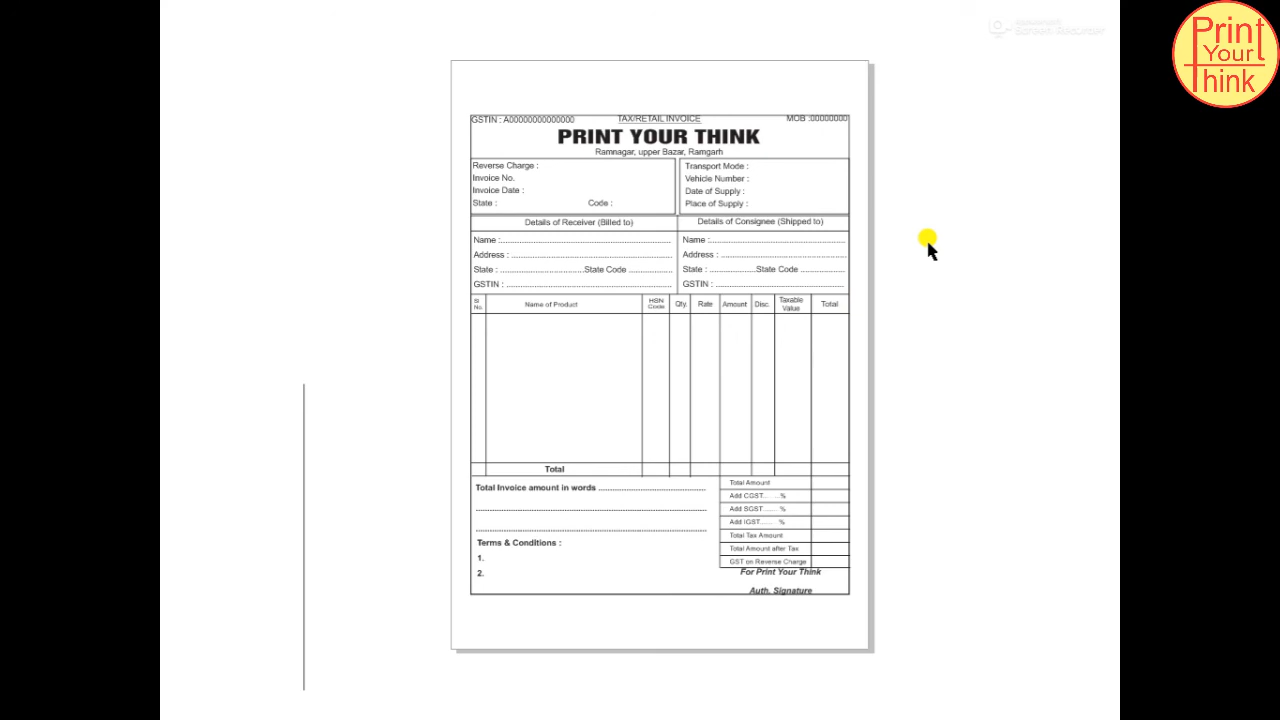 Apowersoft
Screen Recorder
Print
Your
Think
GSTIN : A00000000000000 TAX/RETAIL INVOICE MOB :00000000
PRINT YOUR THINK
Ramnagar, upper Bazar, Ramgarh
Reverse Charge : Transport Mode :
Invoice No. Vehicle Number :
Invoice Date : Date of Supply :
State : Code : Place of Supply :
Details of Receiver (Billed to) Details of Consignee (Shipped to)
Name :............................................................ Name :................................................
Address : ........................................................ Address : ............................................
State : ..............................State Code ............... State : ................State Code ...............
GSTIN : .......................................................... GSTIN : ..............................................
Sl No. Name of Product HSN Code Qty. Rate Amount Disc. Taxable Value Total
Total
Total Invoice amount in words ........................................
Total Amount
Add CGST........%
Add SGST........%
Add IGST...... %
Total Tax Amount
Total Amount after Tax
GST on Reverse Charge
Terms & Conditions :
1.
2.
For Print Your Think
Auth. Signature